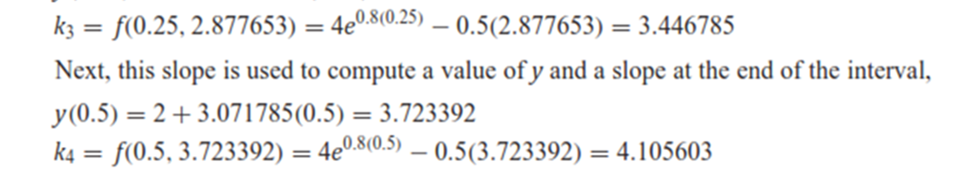 k₃ = f(0.25, 2.877653) = 4e^0.8(0.25) − 0.5(2.877653) = 3.446785
Next, this slope is used to compute a value of y and a slope at the end of the interval,
y(0.5) = 2 + 3.071785(0.5) = 3.723392
k₄ = f(0.5, 3.723392) = 4e^0.8(0.5) − 0.5(3.723392) = 4.105603